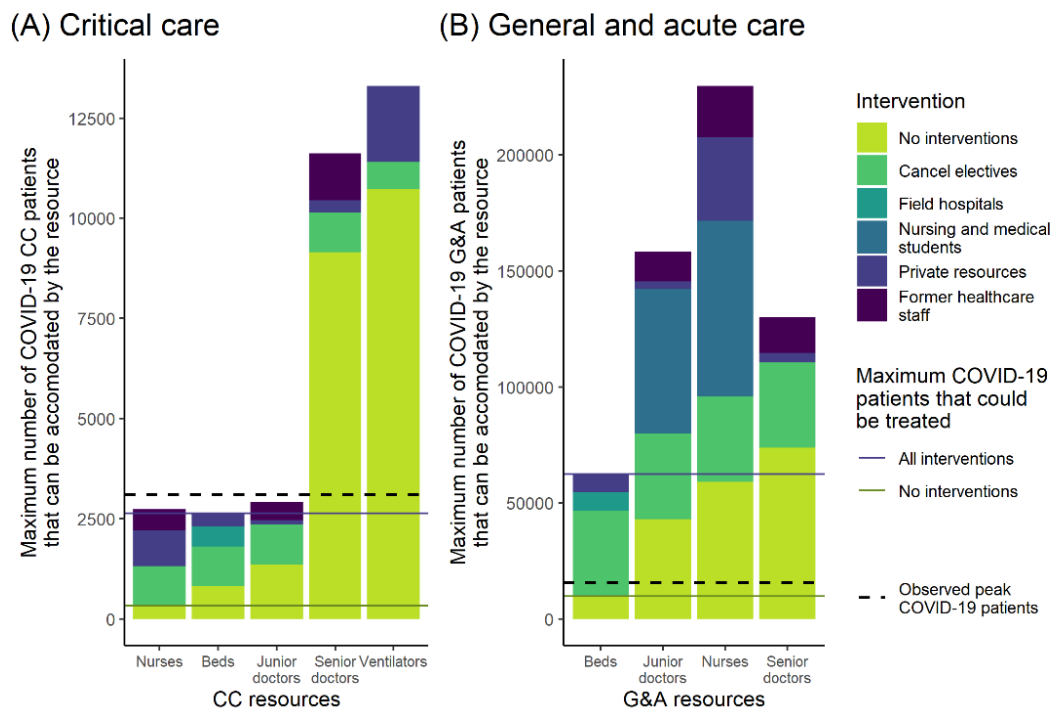 (A) Critical care
Maximum number of COVID-19 CC patients
that can be accomodated by the resource
12500
10000
7500
5000
2500
0
Nurses
Beds
Junior
doctors
Senior
doctors
Ventilators
CC resources
(B) General and acute care
Maximum number of COVID-19 G&A patients
that can be accomodated by the resource
200000
150000
100000
50000
0
Beds
Junior
doctors
Nurses
Senior
doctors
G&A resources
Intervention
No interventions
Cancel electives
Field hospitals
Nursing and medical
students
Private resources
Former healthcare
staff
Maximum COVID-19
patients that could
be treated
All interventions
No interventions
Observed peak
COVID-19 patients